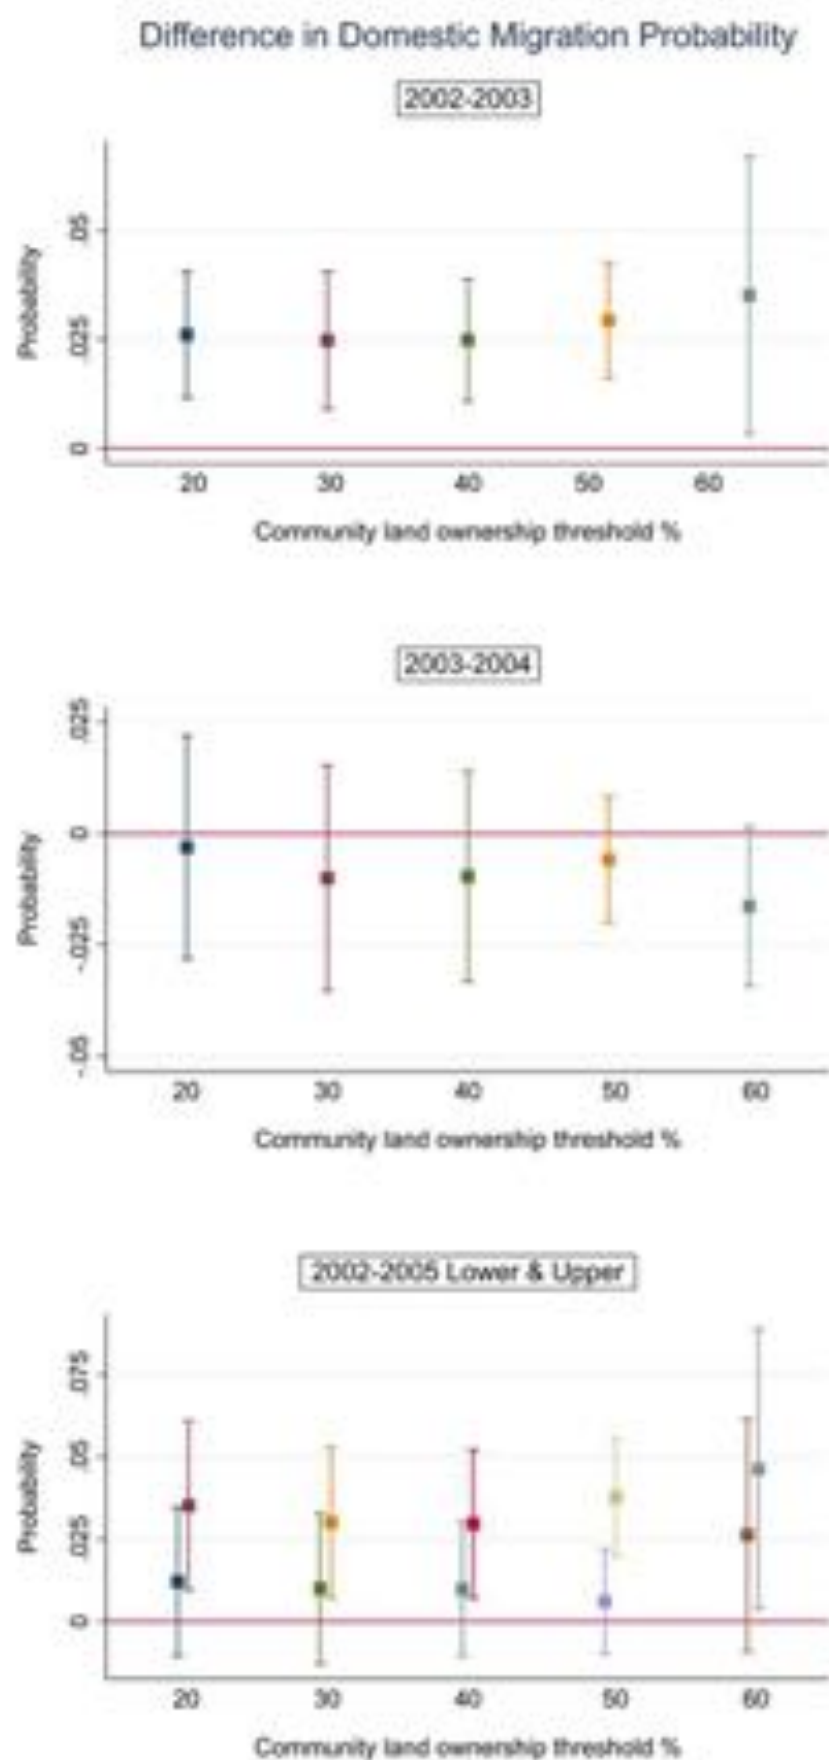 Difference in Domestic Migration Probability
2002-2003
Probability
.05
.025
0
20 30 40 50 60
Community land ownership threshold %
2003-2004
Probability
.025
0
-.025
-.05
20 30 40 50 60
Community land ownership threshold %
2002-2005 Lower & Upper
Probability
.075
.05
.025
0
20 30 40 50 60
Community land ownership threshold %